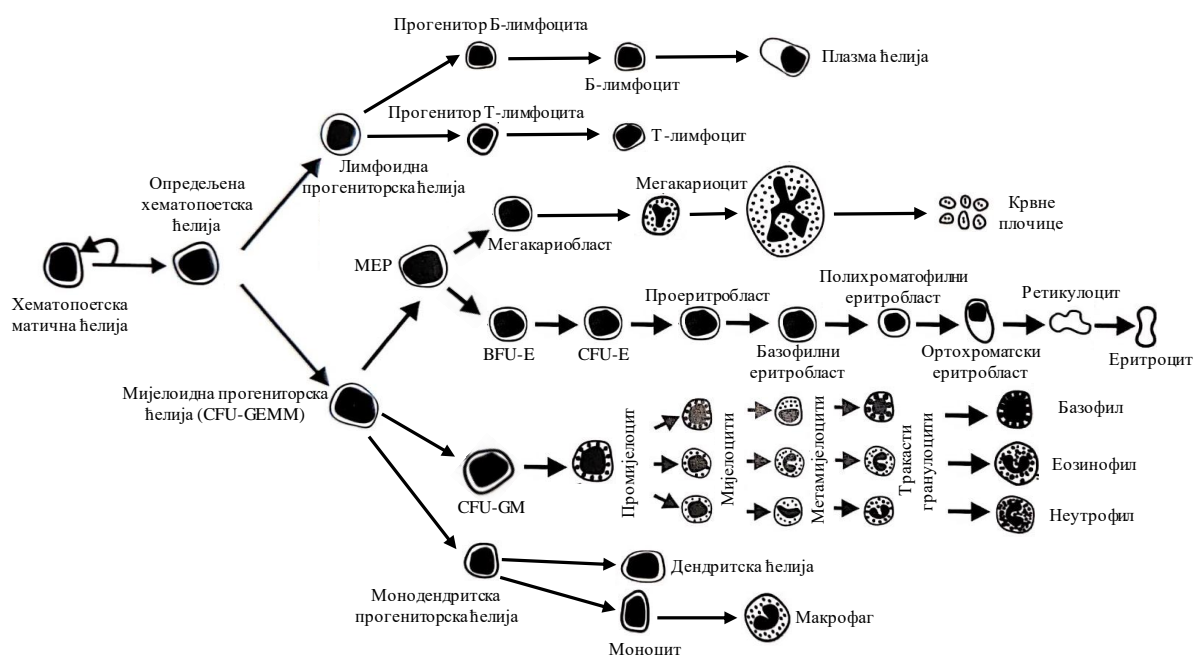 Прогенитор Б-лимфоцита
Б-лимфоцит
Плазма ћелија
Прогенитор Т-лимфоцита
Т-лимфоцит
Лимфоидна
прогениторска ћелија
Опредељена
хематопоетска
ћелија
Хематопоетска
матична ћелија
Мегакариоцит
Мегакариобласт
Крвне
плочице
МЕР
BFU-E
CFU-E
Проеритробласт
Базофилни
еритробласт
Полихроматофилни
еритробласт
Ортохроматски
еритробласт
Ретикулоцит
Еритроцит
Мијелоидна прогениторска
ћелија (CFU-GEMM)
CFU-GM
Промијелоцит
Мијелоцити
Метамијелоцити
Тракасти
гранулоцити
Базофил
Еозинофил
Неутрофил
Монодендритска
прогениторска ћелија
Дендритска ћелија
Моноцит
Макрофаг